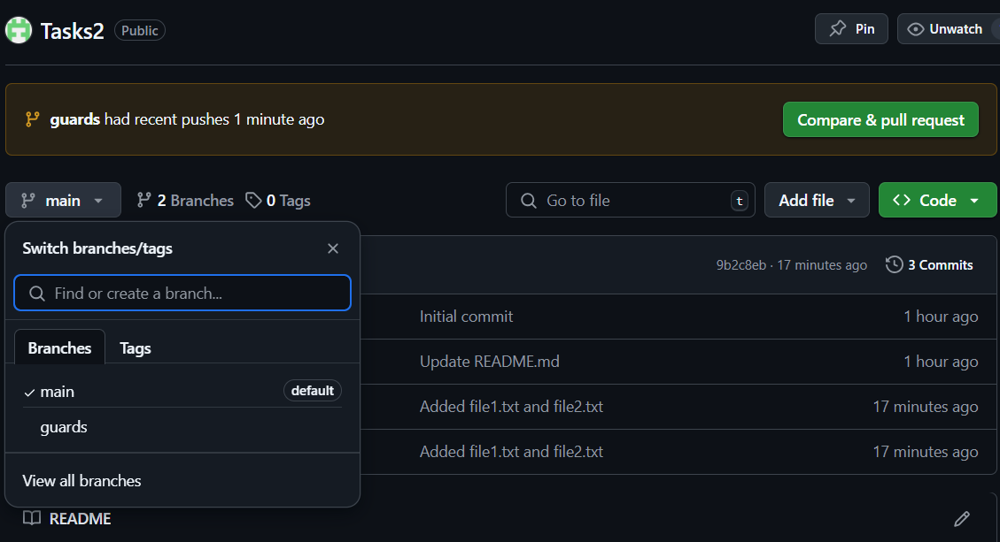 Tasks2 Public Pin Unwatch
guards had recent pushes 1 minute ago Compare & pull request
main 2 Branches 0 Tags Go to file t Add file Code
Switch branches/tags
9b2c8eb · 17 minutes ago 3 Commits
Find or create a branch...
Initial commit 1 hour ago
Branches Tags
Update README.md 1 hour ago
main default
Added file1.txt and file2.txt 17 minutes ago
guards
Added file1.txt and file2.txt 17 minutes ago
View all branches
README